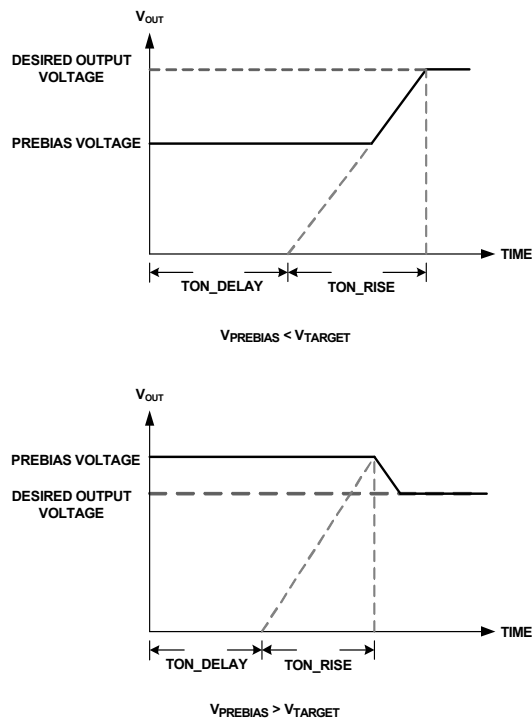 VOUT
DESIRED OUTPUT
VOLTAGE
PREBIAS VOLTAGE
TIME
TON_DELAY
TON_RISE
VPREBIAS < VTARGET
VOUT
PREBIAS VOLTAGE
DESIRED OUTPUT
VOLTAGE
TIME
TON_DELAY
TON_RISE
VPREBIAS > VTARGET